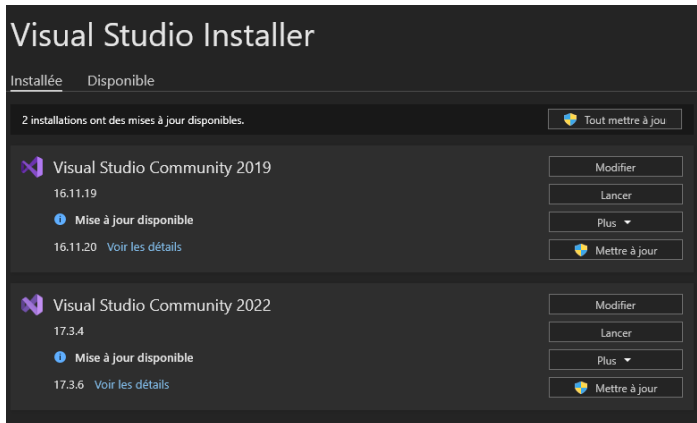 Visual Studio Installer
Installée Disponible
2 installations ont des mises à jour disponibles.
Tout mettre à jou
Visual Studio Community 2019
Modifier
16.11.19
Lancer
Mise à jour disponible
Plus
16.11.20 Voir les détails
Mettre à jour
Visual Studio Community 2022
Modifier
17.3.4
Lancer
Mise à jour disponible
Plus
17.3.6 Voir les détails
Mettre à jour